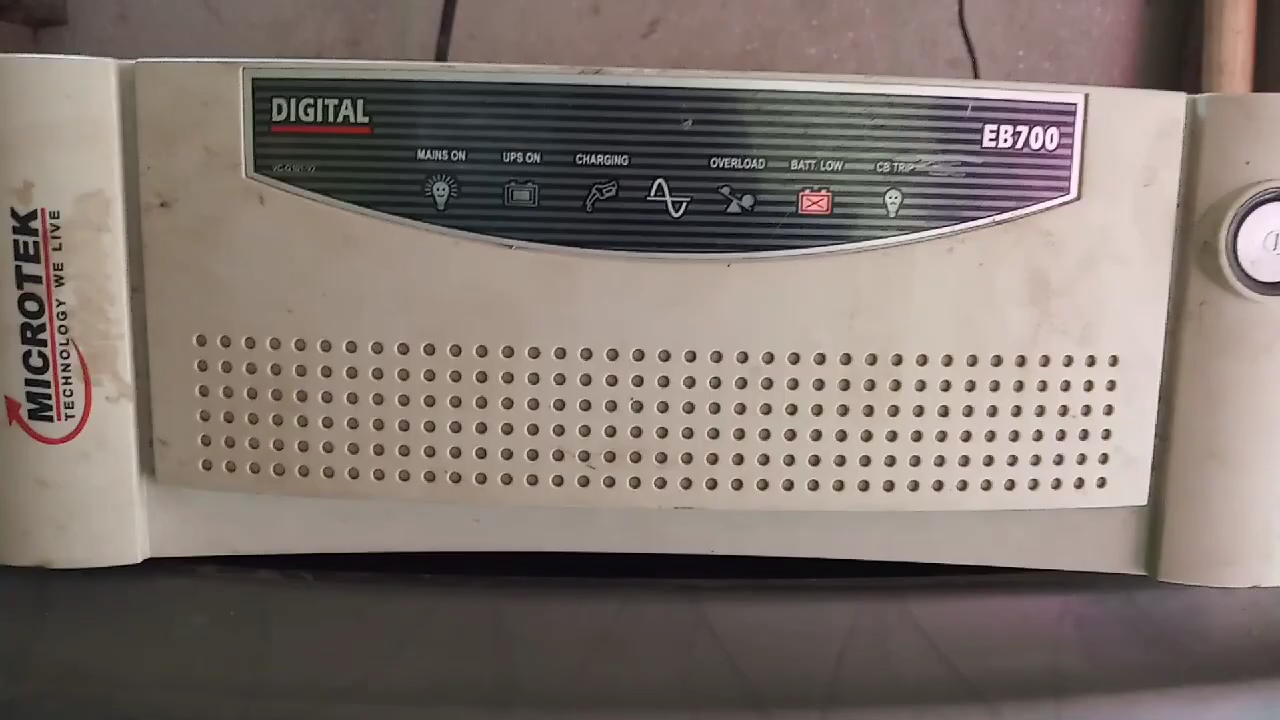 DIGITAL
EB700
MAINS ON
UPS ON
CHARGING
OVERLOAD
BATT. LOW
CB TRIP
MICROTEK
TECHNOLOGY WE LIVE